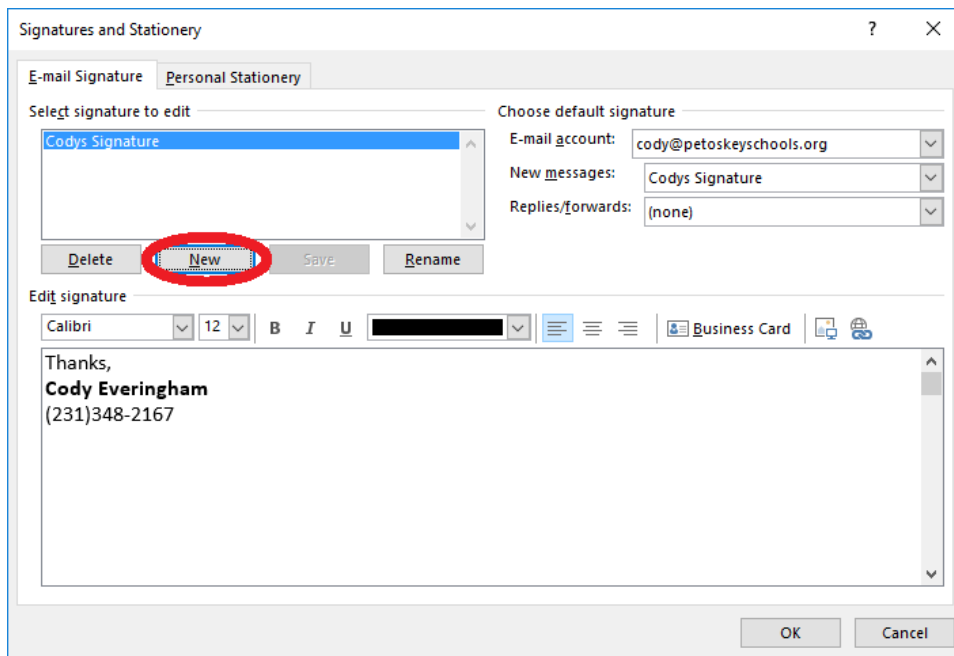 Signatures and Stationery ?
E-mail Signature Personal Stationery
Select signature to edit
Codys Signature
Delete New Save Rename
Choose default signature
E-mail account: cody@petoskeyschools.org
New messages: Codys Signature
Replies/forwards: (none)
Edit signature
Calibri 12 B I U Business Card
Thanks,
Cody Everingham
(231)348-2167
OK Cancel